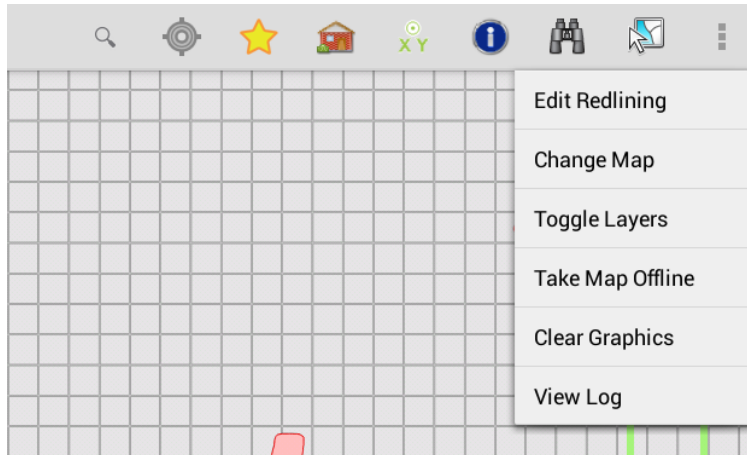 X Y
i
Edit Redlining
Change Map
Toggle Layers
Take Map Offline
Clear Graphics
View Log